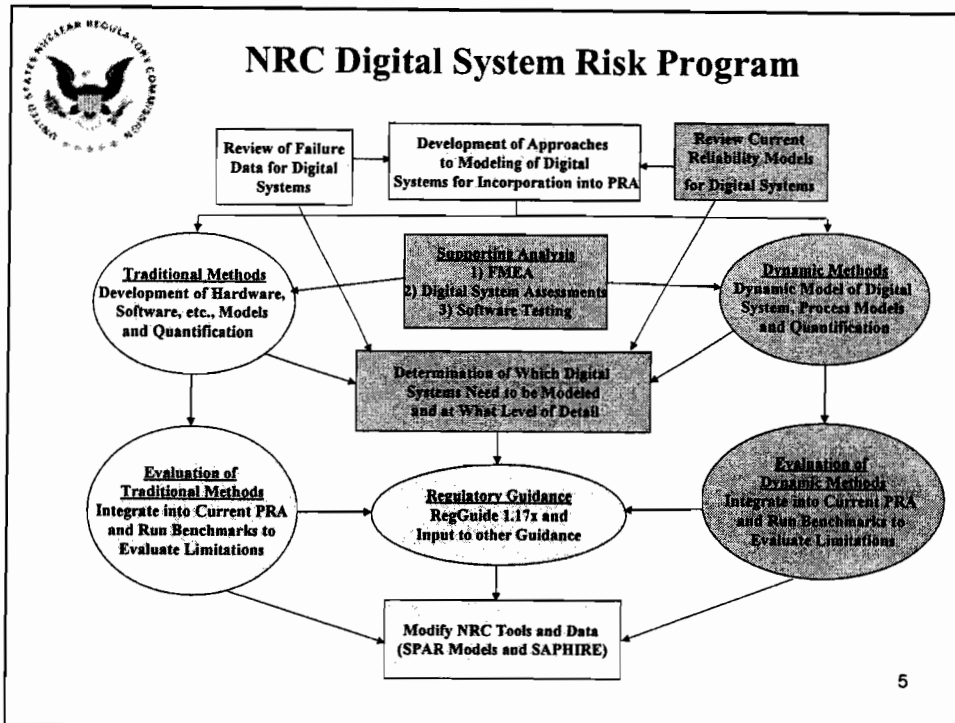 UNITED STATES NUCLEAR REGULATORY COMMISSION
NRC Digital System Risk Program
Review of Failure
Data for Digital
Systems
Development of Approaches
to Modeling of Digital
Systems for Incorporation into PRA
Review Current
Reliability Models
for Digital Systems
Traditional Methods
Development of Hardware,
Software, etc., Models
and Quantification
Supporting Analysis
1) FMEA
2) Digital System Assessments
3) Software Testing
Dynamic Methods
Dynamic Model of Digital
System, Process Models
and Quantification
Determination of Which Digital
Systems Need to be Modeled
and at What Level of Detail
Evaluation of
Traditional Methods
Integrate into Current PRA
and Run Benchmarks to
Evaluate Limitations
Regulatory Guidance
RegGuide 1.17x and
Input to other Guidance
Evaluation of
Dynamic Methods
Integrate into Current PRA
and Run Benchmarks to
Evaluate Limitations
Modify NRC Tools and Data
(SPAR Models and SAPHIRE)
5